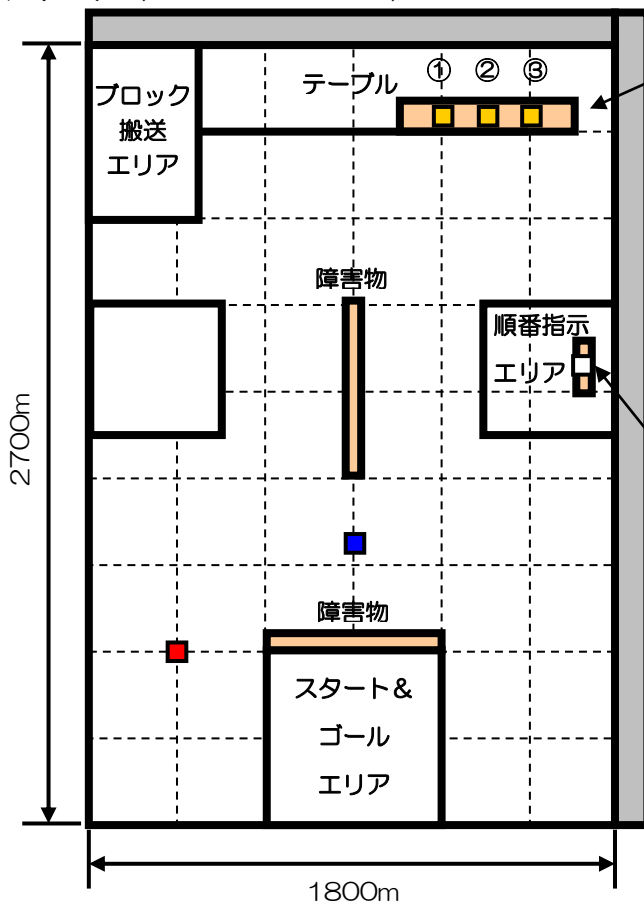 ① ② ③
テーブル
ブロック
搬送
エリア
障害物
順番指示
エリア
2700m
障害物
スタート&
ゴール
エリア
1800m